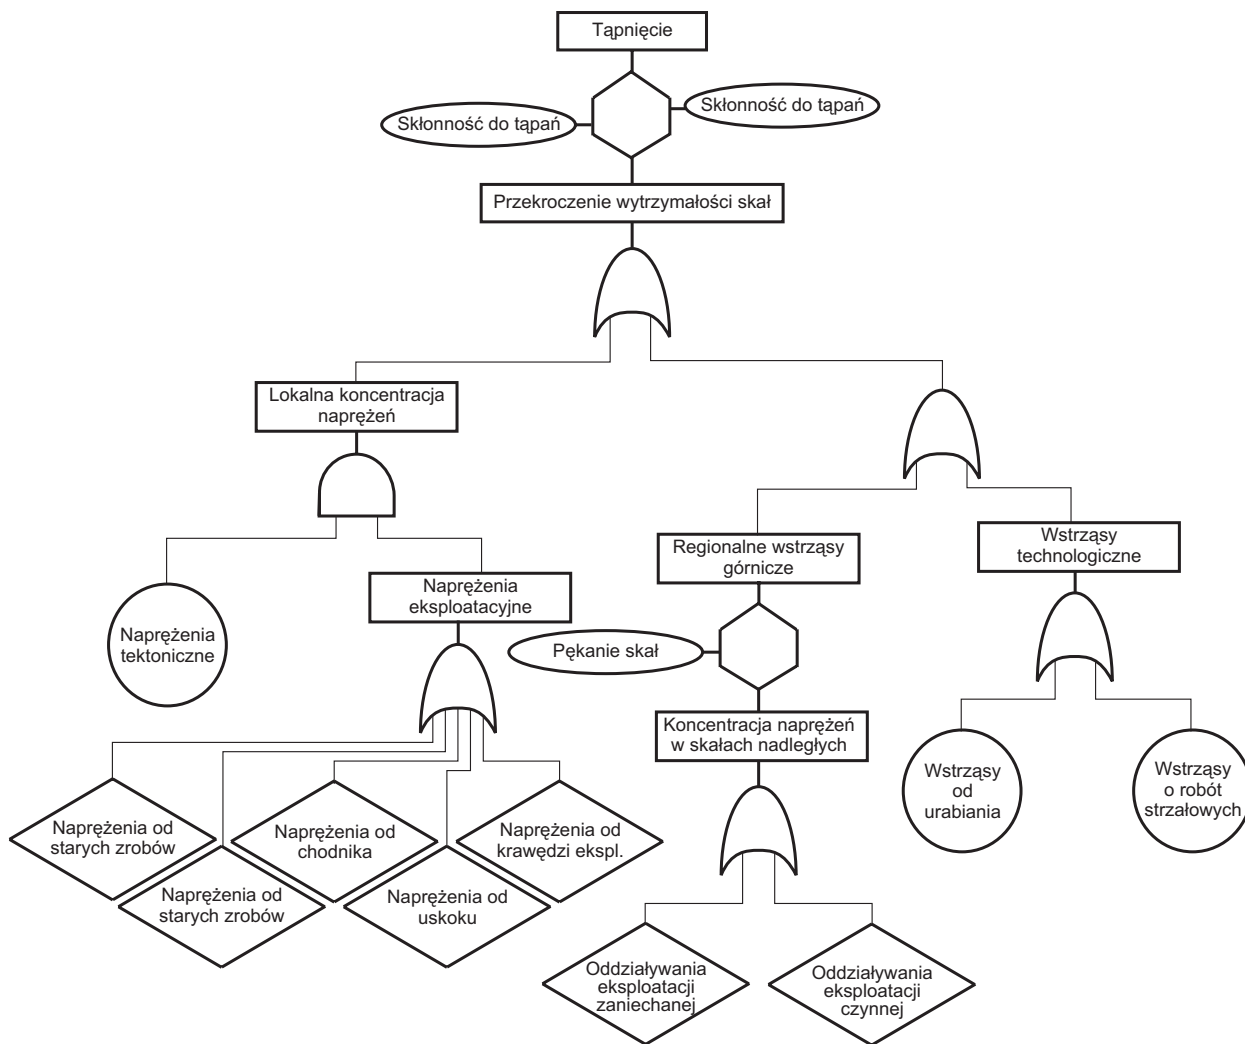 Tąpnięcie
Skłonność do tąpań
Skłonność do tąpań
Przekroczenie wytrzymałości skał
Lokalna koncentracja
naprężeń
Regionalne wstrząsy
górnicze
Wstrząsy
technologiczne
Naprężenia
tektoniczne
Naprężenia
eksploatacyjne
Pękanie skał
Koncentracja naprężeń
w skałach nadległych
Wstrząsy
od
urabiania
Wstrząsy
o robót
strzałowych
Naprężenia od
starych zrobów
Naprężenia od
starych zrobów
Naprężenia od
chodnika
Naprężenia od
uskoku
Naprężenia od
krawędzi ekspl.
Oddziaływania
eksploatacji
zaniechanej
Oddziaływania
eksploatacji
czynnej